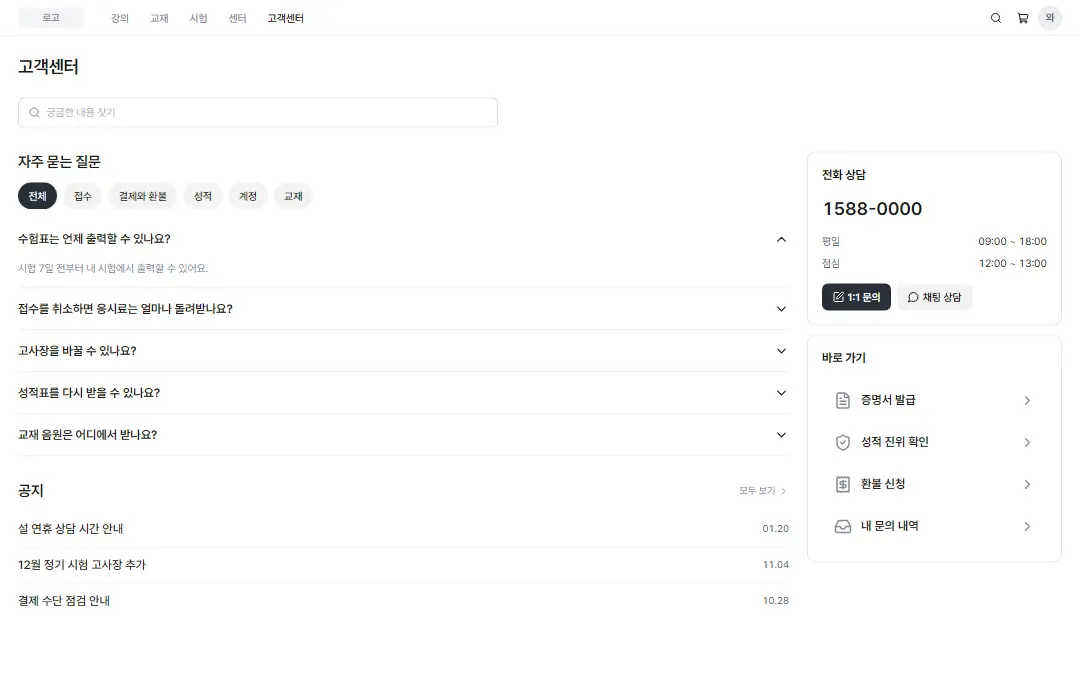 로고
강의
교재
시험
센터
고객센터
와
고객센터
궁금한 내용 찾기
자주 묻는 질문
전체
접수
결제와 환불
성적
계정
교재
수험표는 언제 출력할 수 있나요?
시험 7일 전부터 내 시험에서 출력할 수 있어요.
접수를 취소하면 응시료는 얼마나 돌려받나요?
고사장을 바꿀 수 있나요?
성적표를 다시 받을 수 있나요?
교재 음원은 어디에서 받나요?
공지
모두 보기
설 연휴 상담 시간 안내 01.20
12월 정기 시험 고사장 추가 11.04
결제 수단 점검 안내 10.28
전화 상담
1588-0000
평일 09:00 ~ 18:00
점심 12:00 ~ 13:00
1:1 문의
채팅 상담
바로 가기
증명서 발급
성적 진위 확인
환불 신청
내 문의 내역